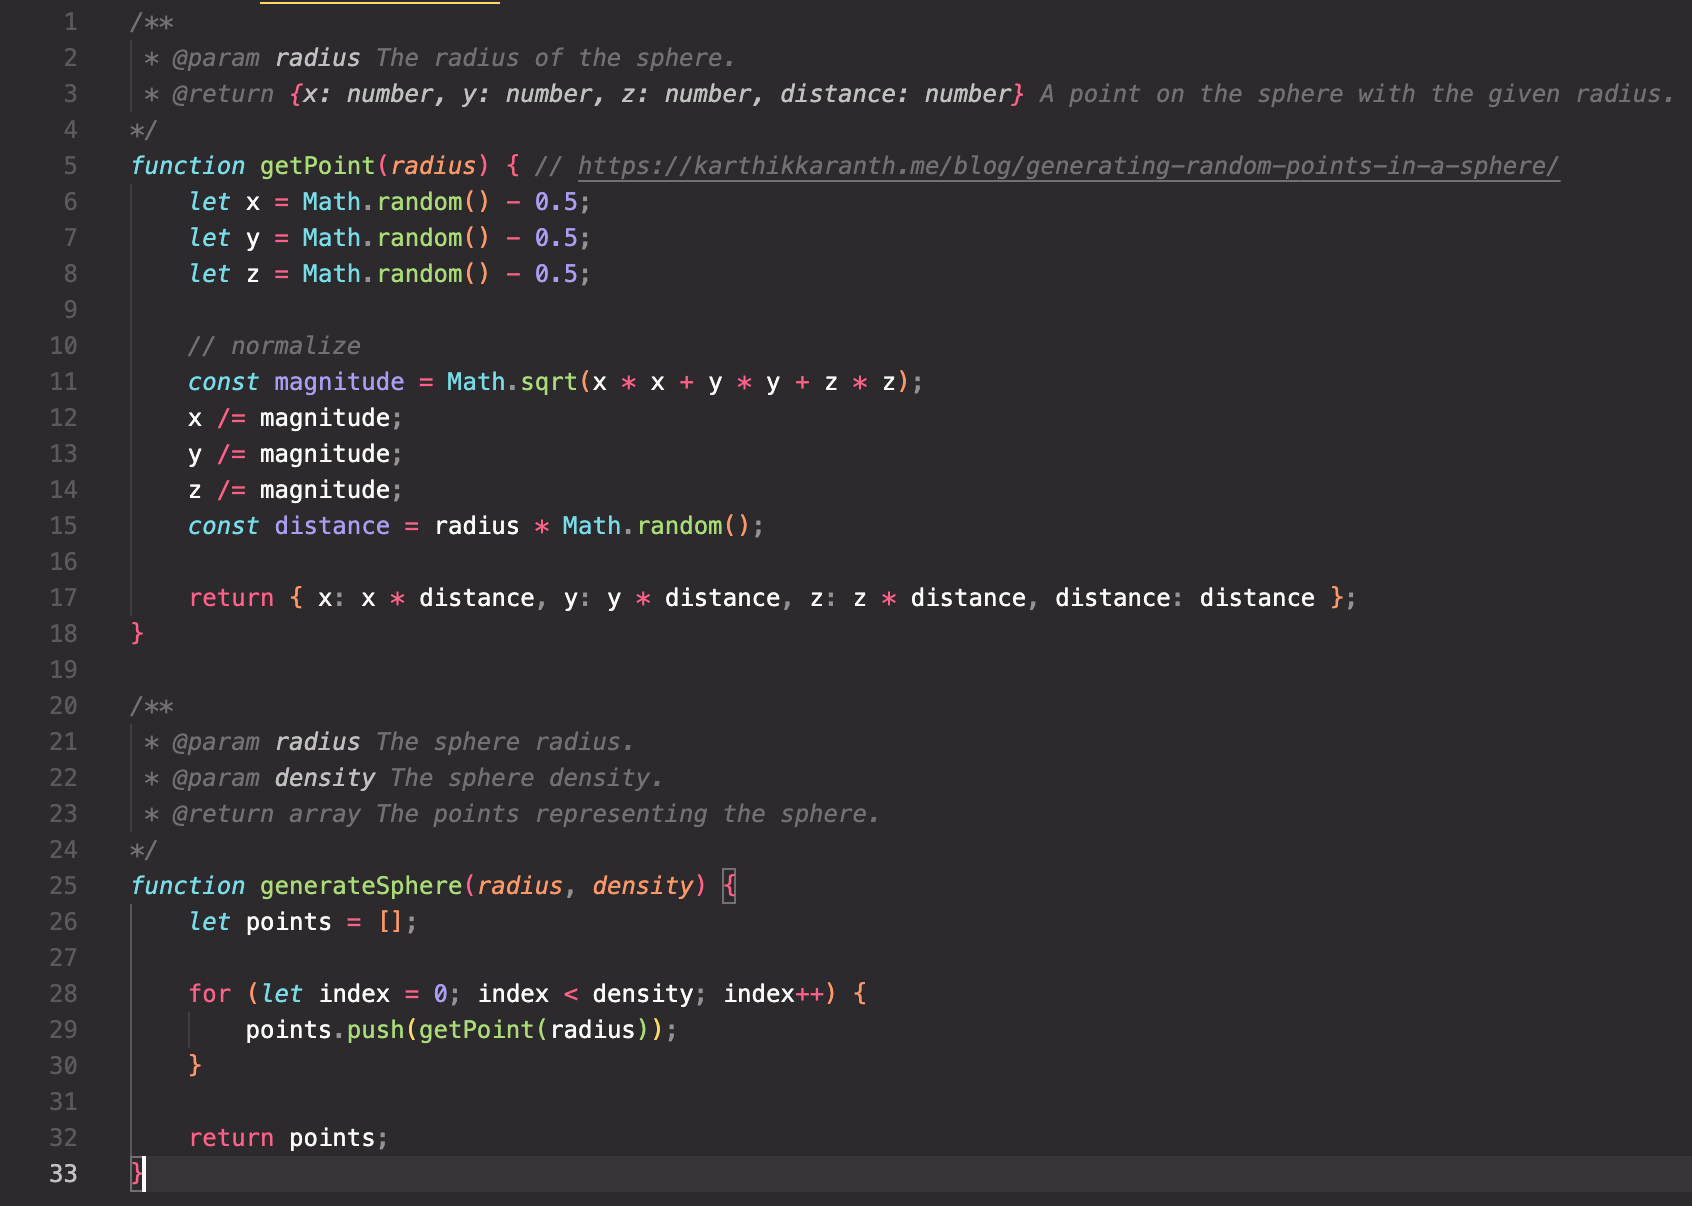 1 /**
2  * @param radius The radius of the sphere.
3  * @return {x: number, y: number, z: number, distance: number} A point on the sphere with the given radius.
4 */
5 function getPoint(radius) { // https://karthikkaranth.me/blog/generating-random-points-in-a-sphere/
6     let x = Math.random() - 0.5;
7     let y = Math.random() - 0.5;
8     let z = Math.random() - 0.5;
9
10     // normalize
11     const magnitude = Math.sqrt(x * x + y * y + z * z);
12     x /= magnitude;
13     y /= magnitude;
14     z /= magnitude;
15     const distance = radius * Math.random();
16
17     return { x: x * distance, y: y * distance, z: z * distance, distance: distance };
18 }
19
20 /**
21  * @param radius The sphere radius.
22  * @param density The sphere density.
23  * @return array The points representing the sphere.
24 */
25 function generateSphere(radius, density) {
26     let points = [];
27
28     for (let index = 0; index < density; index++) {
29         points.push(getPoint(radius));
30     }
31
32     return points;
33 }